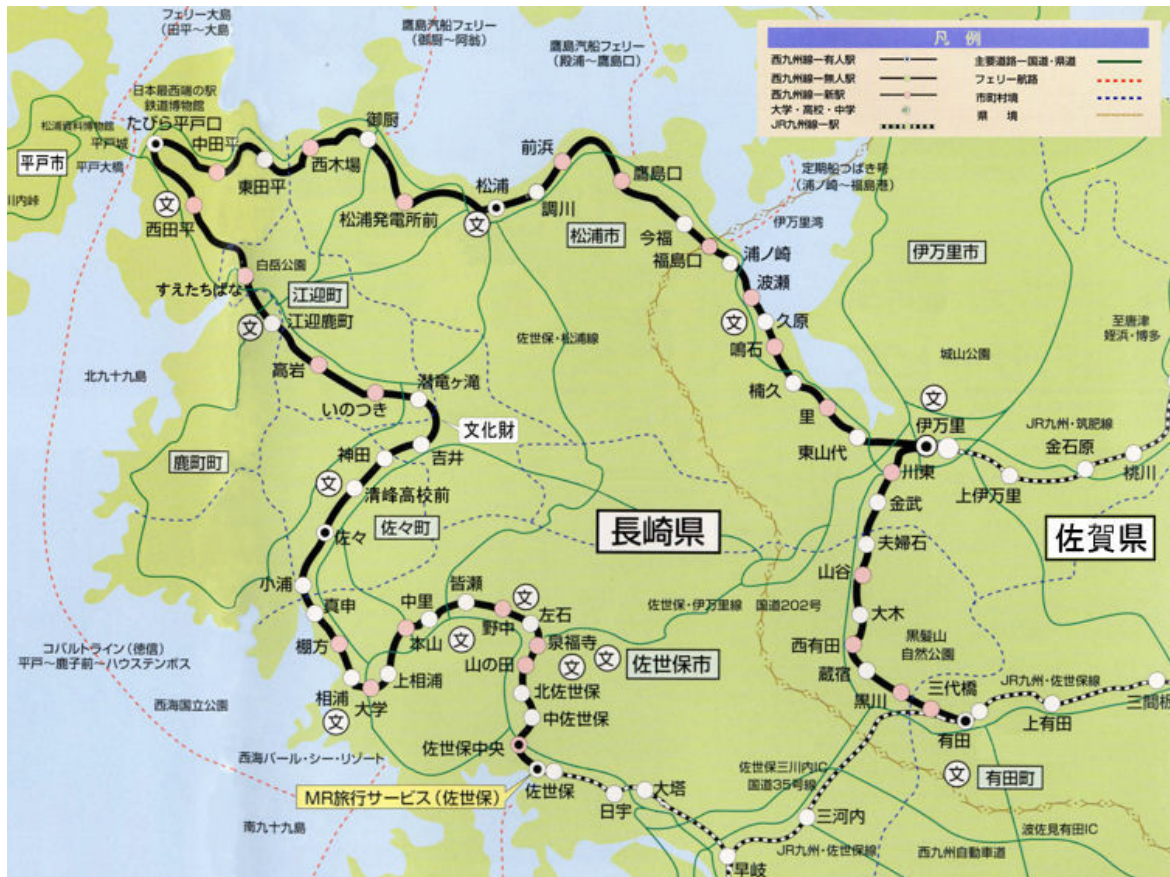 フェリー大島
(田平〜大島)
鷹島汽船フェリー
(御厨〜阿翁)
鷹島汽船フェリー
(殿浦〜鷹島口)
凡例
西九州線ー有人駅
西九州線ー無人駅
西九州線ー新駅
大学・高校・中学
JR九州線ー駅
主要道路ー国道・県道
フェリー航路
市町村境
県境
日本最西端の駅
鉄道博物館
松浦資料博物館
たびら平戸口
平戸城
平戸市
平戸大橋
川内峠
中田平
東田平
西木場
御厨
松浦発電所前
松浦
調川
前浜
鷹島口
定期船つばき号
(浦ノ崎〜福島港)
伊万里湾
松浦市
今福
福島口
浦ノ崎
波瀬
久原
鳴石
楠久
里
東山代
伊万里市
城山公園
至唐津
姪浜・博多
文
西田平
白岳公園
すえたちばな
江迎町
文
江迎鹿町
高岩
いのつき
潜竜ヶ滝
文化財
吉井
神田
文
清峰高校前
佐々町
佐々
北九十九島
鹿町町
佐世保・松浦線
文
文
文
伊万里
JR九州・筑肥線
金石原
桃川
上伊万里
川東
金武
夫婦石
山谷
大木
西有田
蔵宿
黒川
三代橋
有田
黒髪山
自然公園
JR九州・佐世保線
上有田
三間板
長崎県
佐賀県
小浦
真申
棚方
相浦
大学
上相浦
本山
中里
皆瀬
野中
左石
泉福寺
山の田
北佐世保
中佐世保
佐世保中央
佐世保
文
文
文
文
文
佐世保市
佐世保・伊万里線
国道202号
コバルトライン(徳信)
平戸〜鹿子前〜ハウステンボス
西海国立公園
西海パール・シー・リゾート
MR旅行サービス(佐世保)
南九十九島
日宇
大塔
早岐
三河内
佐世保三川内IC
国道35号線
JR九州・佐世保線
西九州自動車道
波佐見有田IC
文
有田町